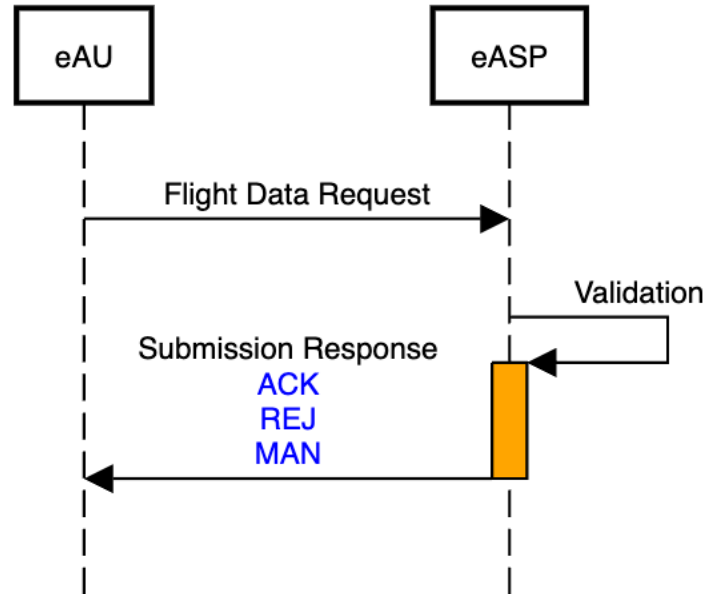 eAU
eASP
Flight Data Request
Validation
Submission Response
ACK
REJ
MAN